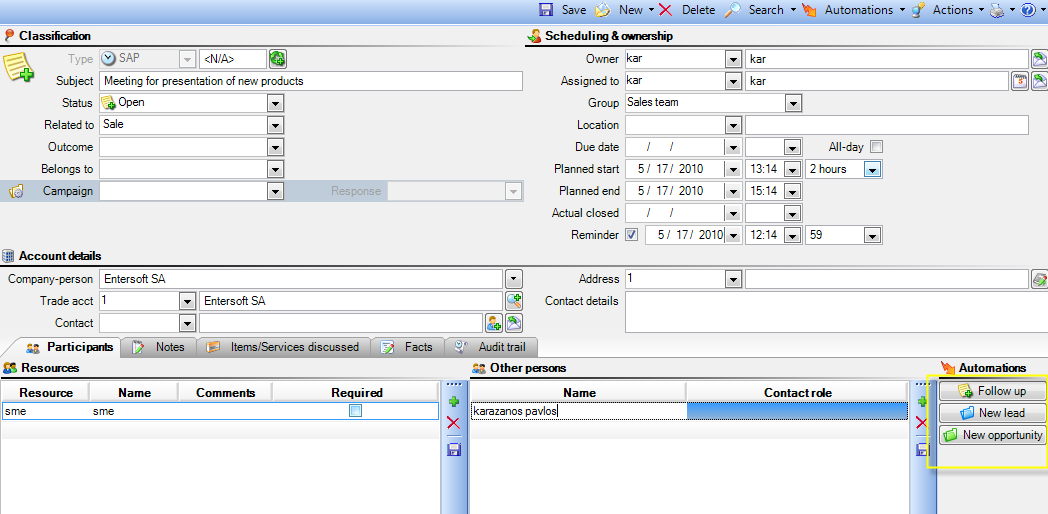 Save New Delete Search Automations Actions
Classification
Scheduling & ownership
Type SAP <N/A>
Owner kar kar
Subject Meeting for presentation of new products
Assigned to kar kar
Status Open
Group Sales team
Related to Sale
Location
Outcome
Due date / / All-day
Belongs to
Planned start 5 / 17 / 2010 13:14 2 hours
Campaign Response
Planned end 5 / 17 / 2010 15:14
Actual closed / /
Reminder 5 / 17 / 2010 12:14 59
Account details
Company-person Entersoft SA
Address 1
Trade acct 1 Entersoft SA
Contact details
Contact
Participants Notes Items/Services discussed Facts Audit trail
Resources
Other persons
Automations
Resource Name Comments Required
Name Contact role
Follow up
sme sme
karazanos pavlos
New lead
New opportunity